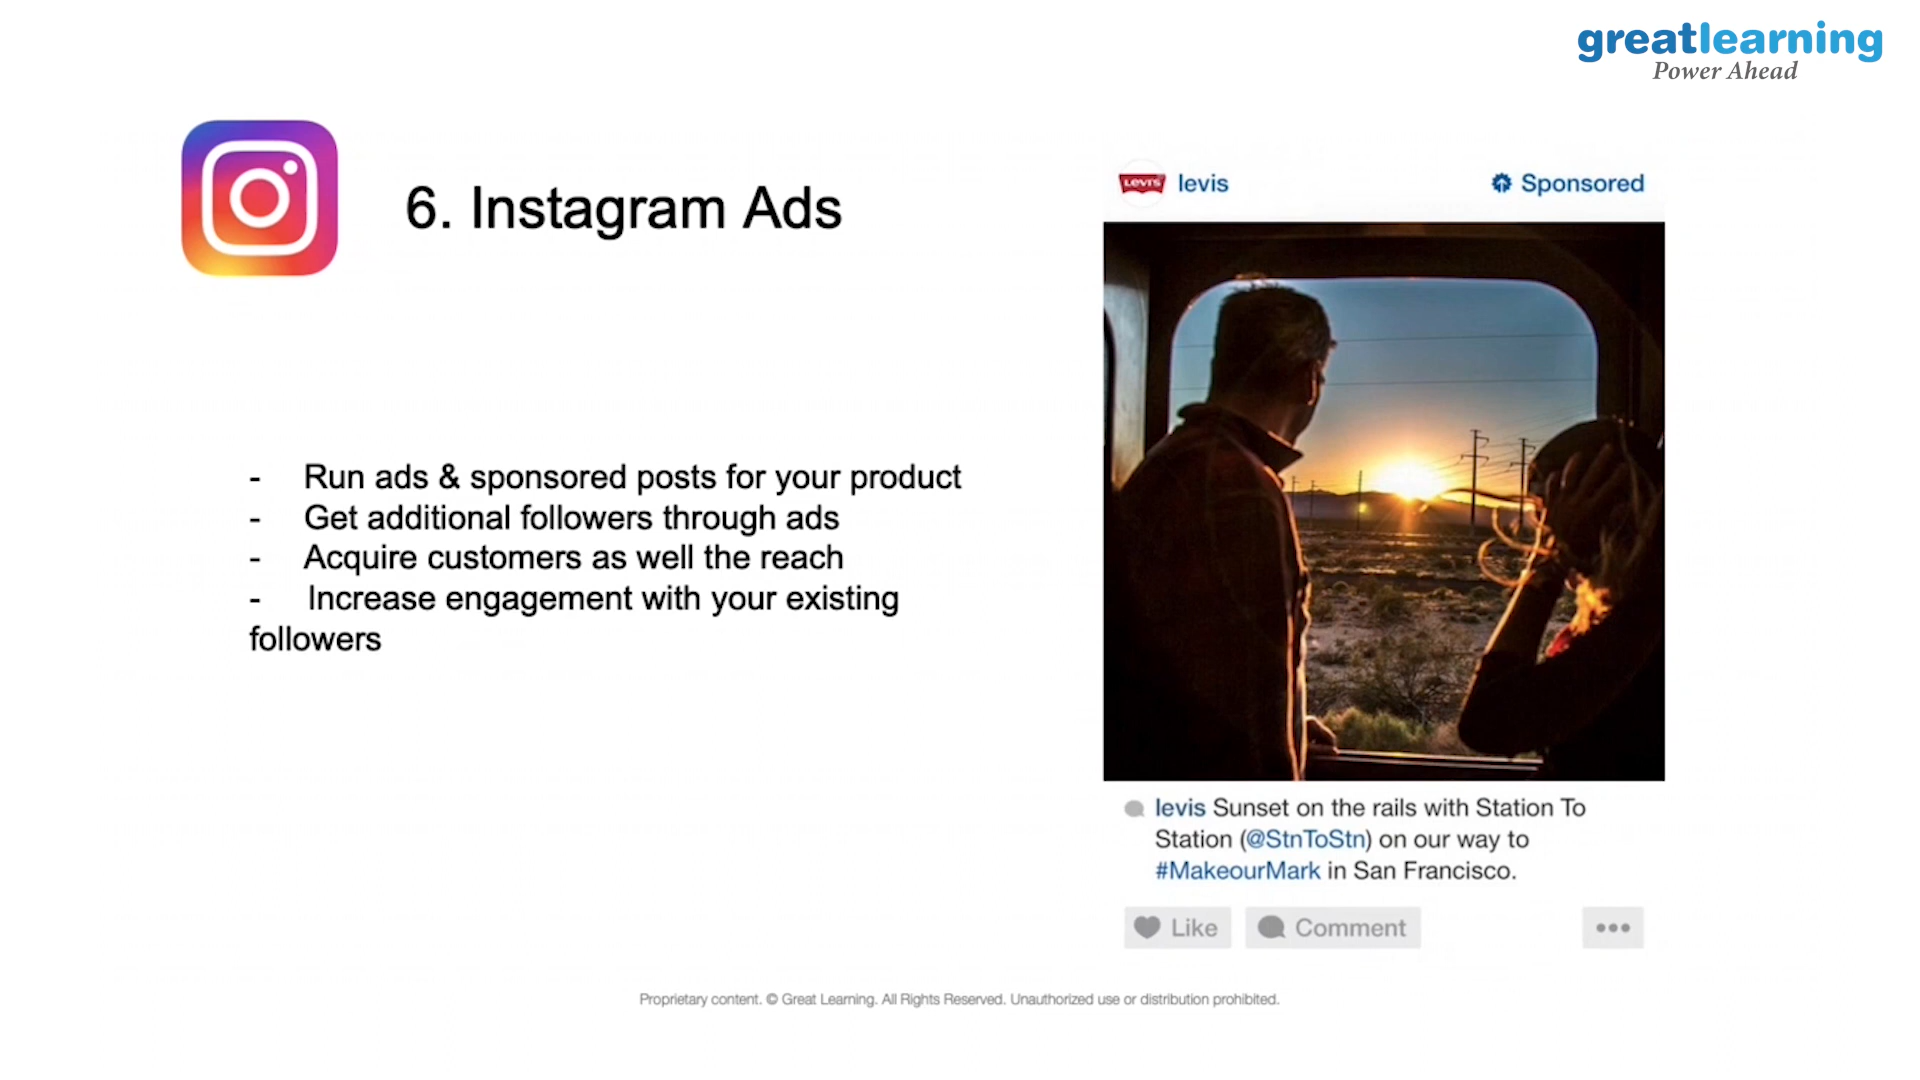 greatlearning
Power Ahead
6. Instagram Ads
- Run ads & sponsored posts for your product
- Get additional followers through ads
- Acquire customers as well the reach
- Increase engagement with your existing
followers
LEVI'S levis Sponsored
levis Sunset on the rails with Station To
Station (@StnToStn) on our way to
#MakeourMark in San Francisco.
Like Comment
Proprietary content. © Great Learning. All Rights Reserved. Unauthorized use or distribution prohibited.